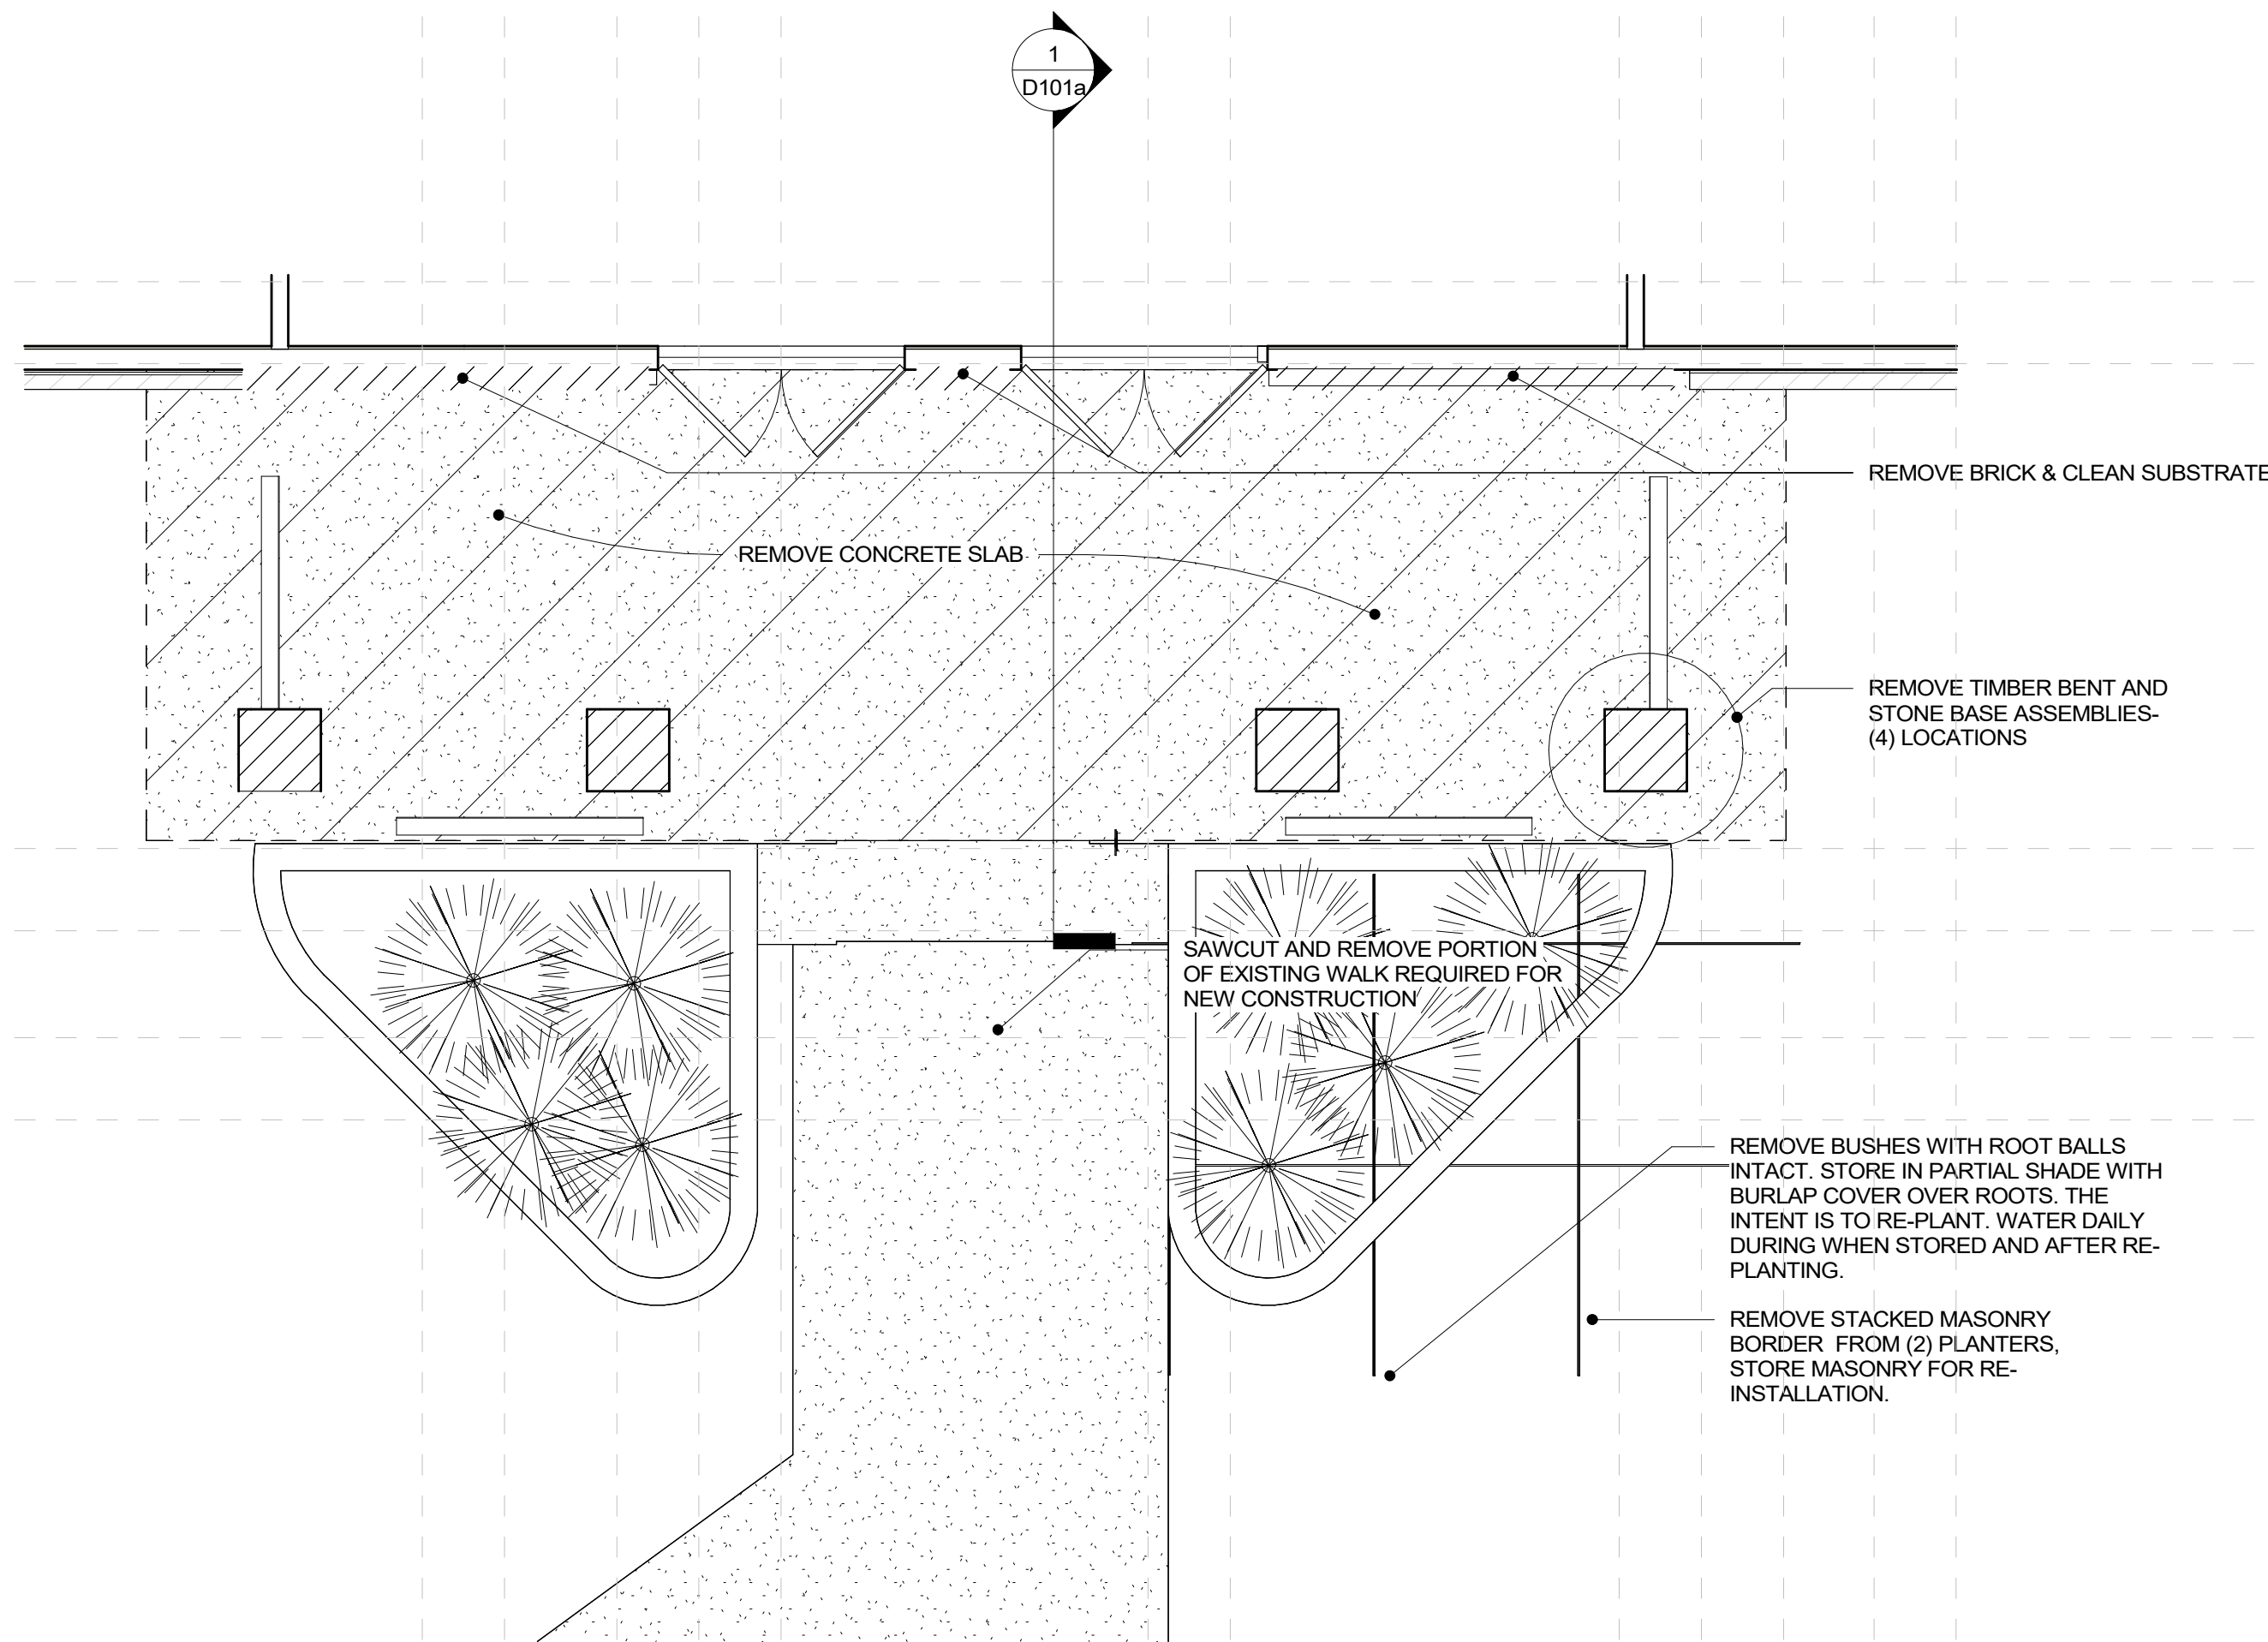 1
D101a
REMOVE BRICK & CLEAN SUBSTRATE
REMOVE CONCRETE SLAB
REMOVE TIMBER BENT AND
STONE BASE ASSEMBLIES-
(4) LOCATIONS
SAWCUT AND REMOVE PORTION
OF EXISTING WALK REQUIRED FOR
NEW CONSTRUCTION
REMOVE BUSHES WITH ROOT BALLS
INTACT. STORE IN PARTIAL SHADE WITH
BURLAP COVER OVER ROOTS. THE
INTENT IS TO RE-PLANT. WATER DAILY
DURING WHEN STORED AND AFTER RE-
PLANTING.
REMOVE STACKED MASONRY
BORDER FROM (2) PLANTERS,
STORE MASONRY FOR RE-
INSTALLATION.